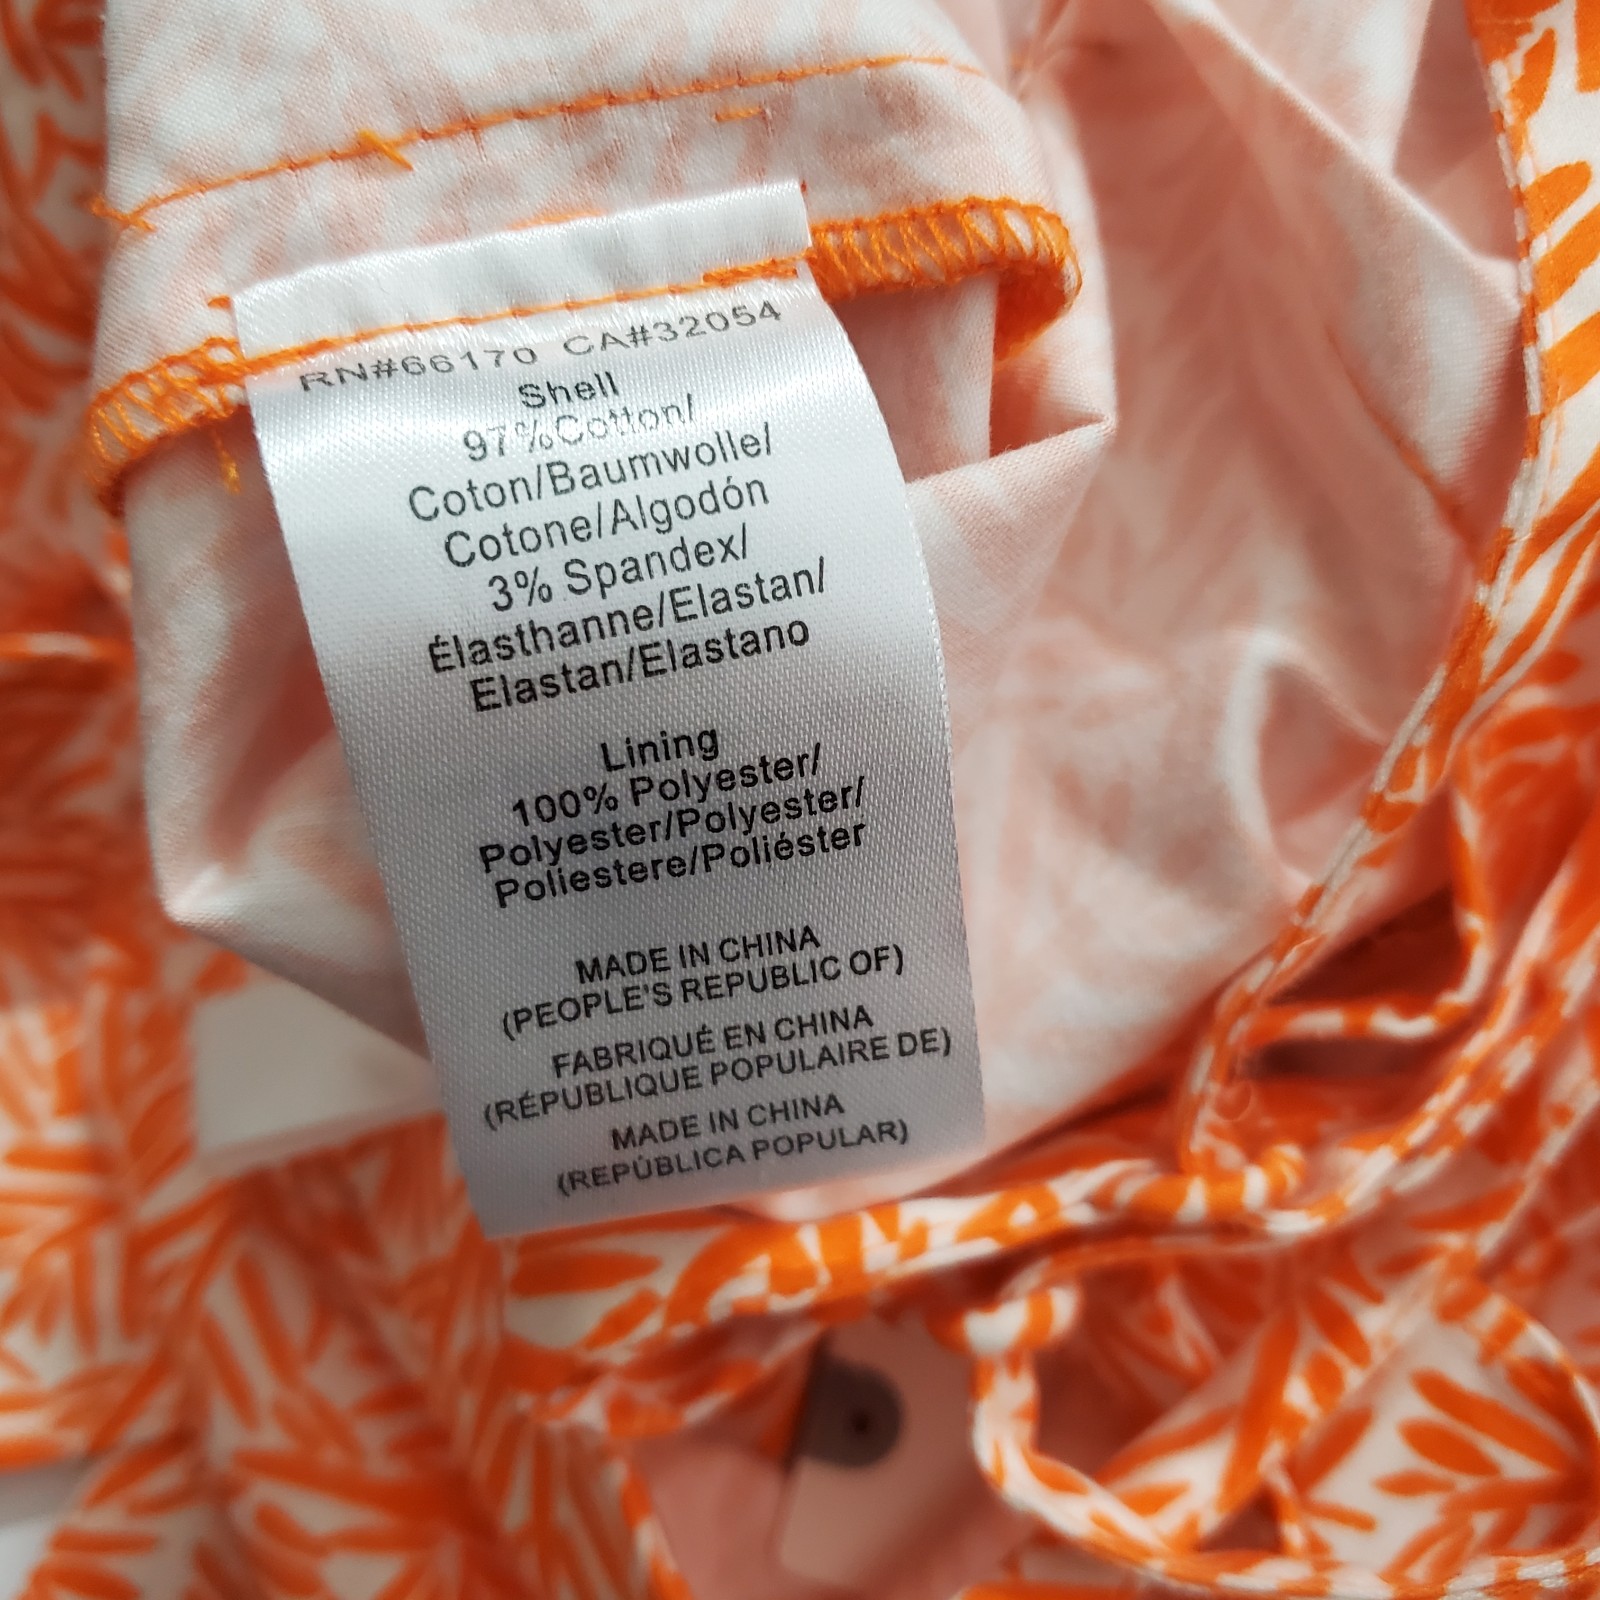 RN#66170 CA#32054
Shell
97%Cotton/
Coton/Baumwolle/
Cotone/Algodón
3% Spandex/
Élasthanne/Elastan/
Elastan/Elastano
Lining
100% Polyester/
Polyester/Polyester/
Poliestere/Poliéster
MADE IN CHINA
(PEOPLE'S REPUBLIC OF)
FABRIQUÉ EN CHINA
(RÉPUBLIQUE POPULAIRE DE)
MADE IN CHINA
(REPÚBLICA POPULAR)